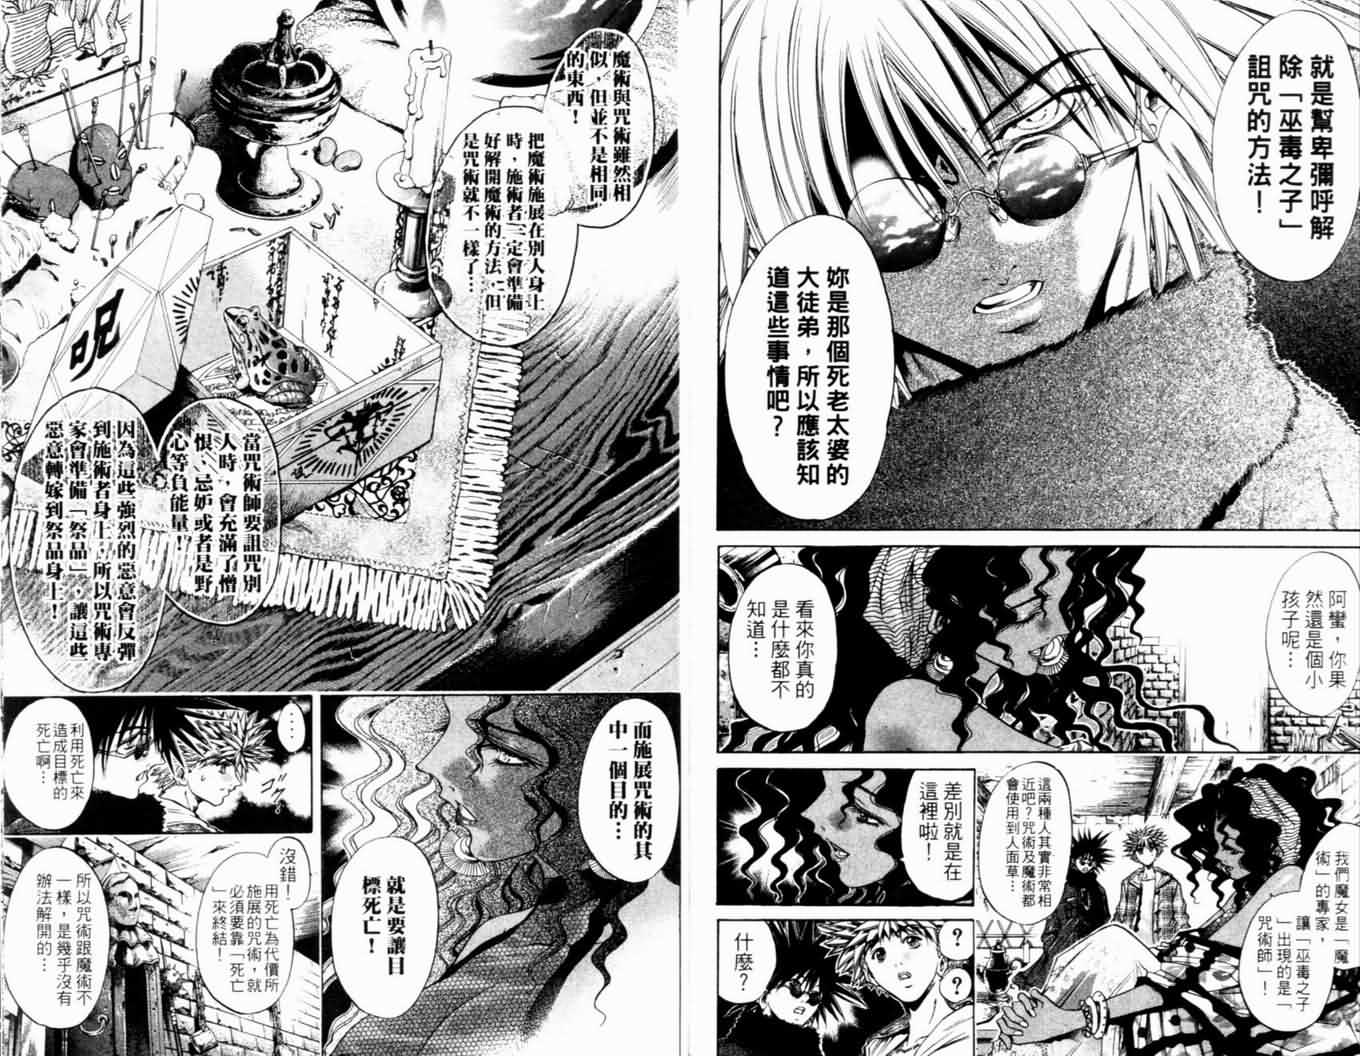 就是幫卑彌呼解
除「巫毒之子」
詛咒的方法！
妳是那個死老太婆的
大徒弟，所以應該知
道這些事情吧？
阿蠻，你果
然還是個小
孩子呢…
看來你真的
是什麼都不
知道…
我們魔女是「魔
術」的專家，
讓「巫毒之子
」出現的是「
咒術師」！
這兩種人其實非常相
近吧？咒術及魔術都
會使用到人面草…
差別就是在
這裡啦！
？
？
什麼？
魔術與咒術雖然相
似，但並不是相同
的東西！
把魔術施展在別人身上
時，施術者一定會準備
好解開魔術的方法，但
是咒術就不一樣了…
呪
當咒術師要詛咒別
人時，會充滿了憎
恨、忌妒或者是野
心等負能量！
因為這些強烈的惡意會反彈
到施術者身上，所以咒術專
家會準備「祭品」，讓這些
惡意轉嫁到祭品身上！
而施展咒術的其
中一個目的…
就是要讓目
標死亡！
…
利用死亡來
造成目標的
死亡啊…
沒錯！
用死亡為代價所
施展的咒術，就
必須要靠「死亡
」來終結！
所以咒術跟魔術不
一樣，是幾乎沒有
辦法解開的…